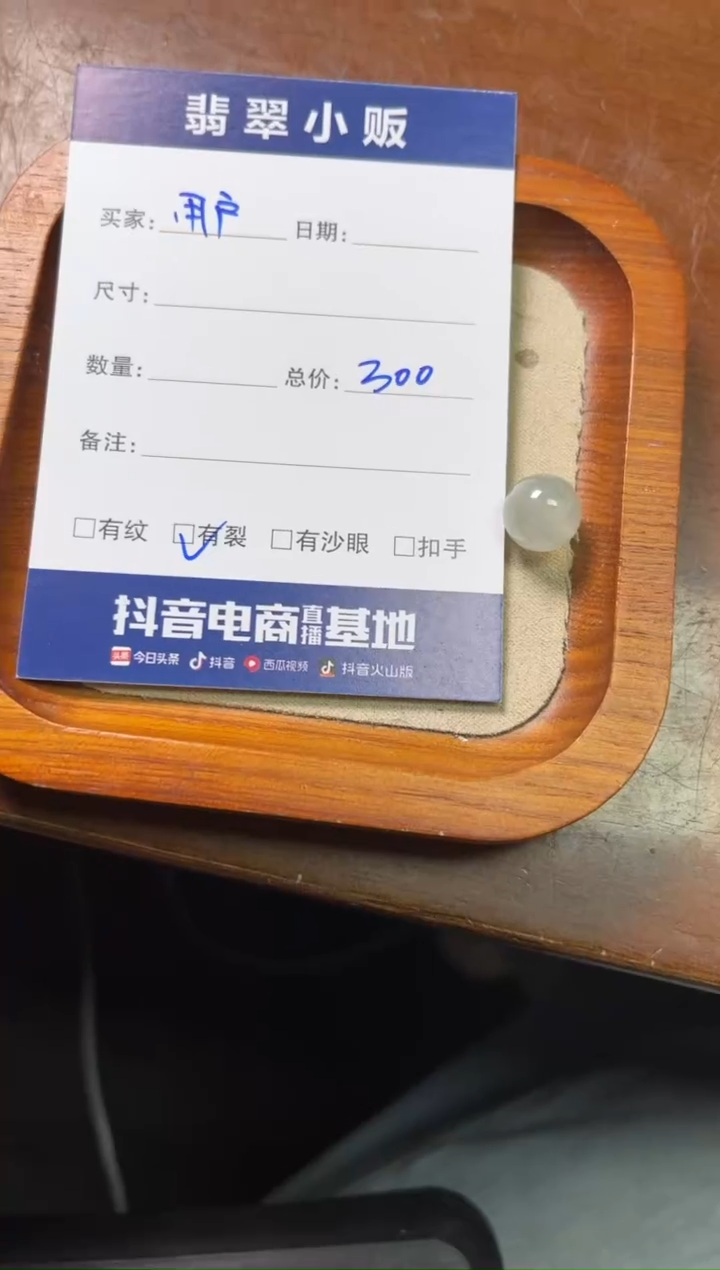 翡翠小贩
买家: 用户 日期:
尺寸:
数量: 总价: 300
备注:
□有纹 ☑有裂 □有沙眼 □扣手
抖音电商直播基地
头条 今日头条 抖音 西瓜视频 抖音火山版